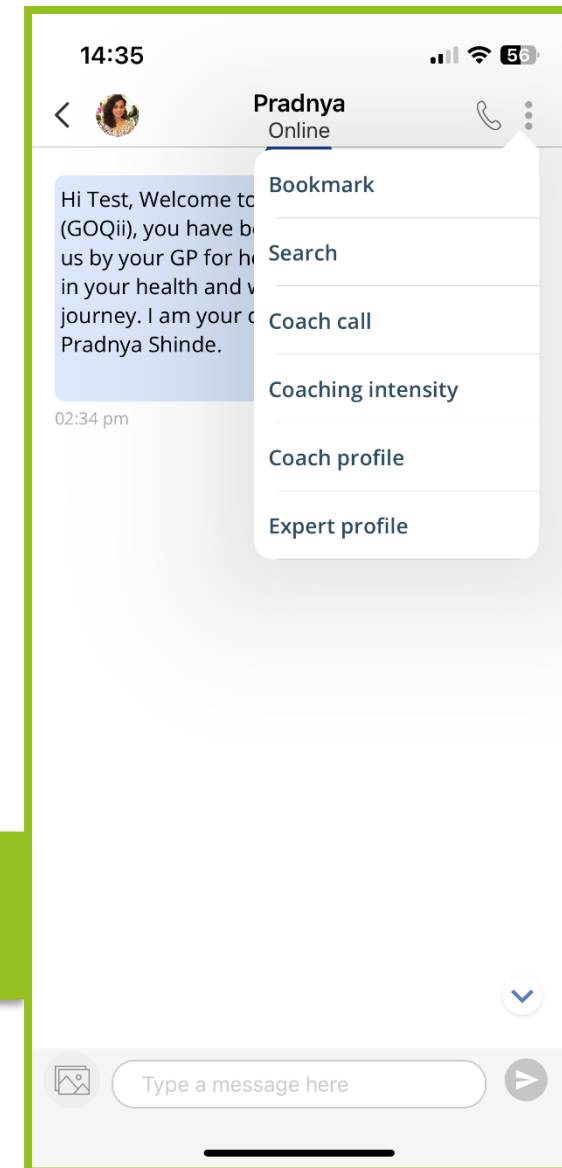 14:35
56
Pradnya
Online
Hi Test, Welcome to
(GOQii), you have b
us by your GP for h
in your health and
journey. I am your
Pradnya Shinde.
02:34 pm
Bookmark
Search
Coach call
Coaching intensity
Coach profile
Expert profile
Type a message here